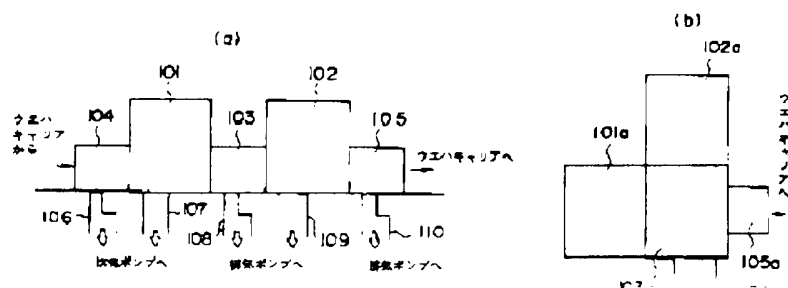 (a)
101
102
104
103
105
ウエハ
キャリア
から
ウエハキャリアへ
106
107
108
109
110
排気ポンプへ
排気ポンプへ
排気ポンプへ
(b)
102a
101a
105a
ウエハ
キャリアへ